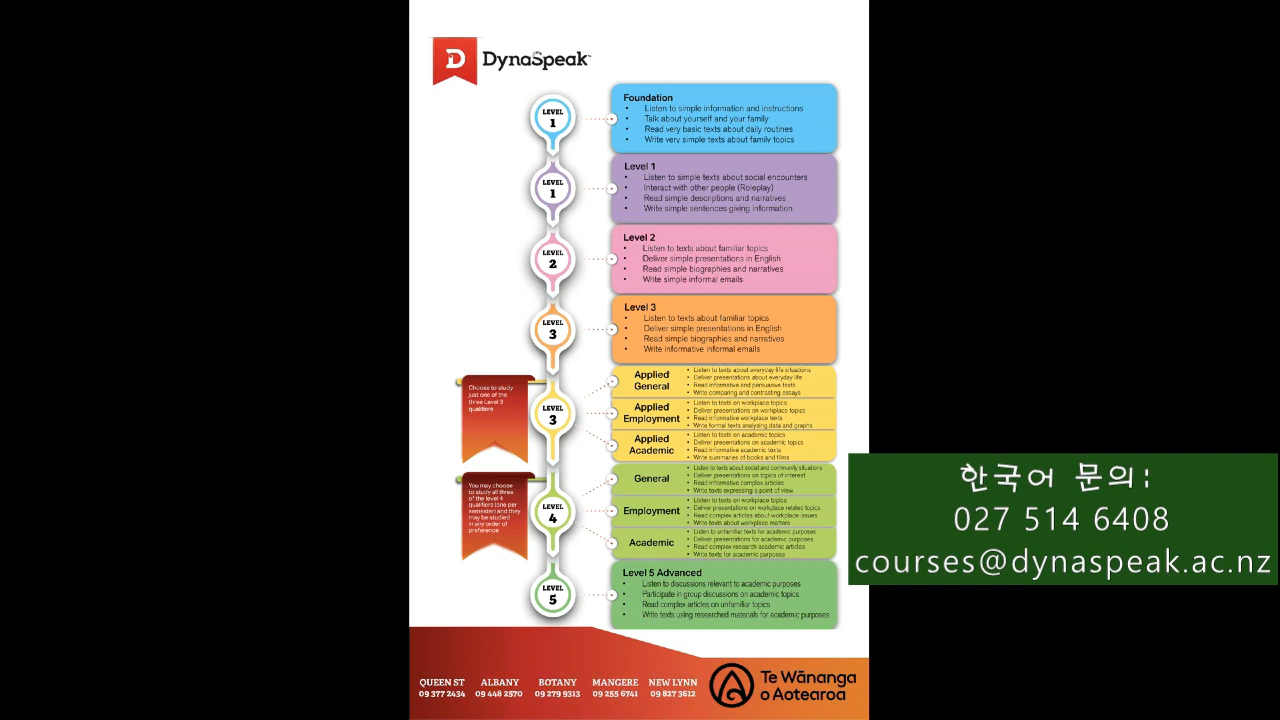 DynaSpeak™
LEVEL
1
Foundation
• Listen to simple information and instructions
• Talk about yourself and your family
• Read very basic texts about daily routines
• Write very simple texts about family topics
LEVEL
1
Level 1
• Listen to simple texts about social encounters
• Interact with other people (Roleplay)
• Read simple descriptions and narratives
• Write simple sentences giving information
LEVEL
2
Level 2
• Listen to texts about familiar topics
• Deliver simple presentations in English
• Read simple biographies and narratives
• Write simple informal emails
LEVEL
3
Level 3
• Listen to texts about familiar topics
• Deliver simple presentations in English
• Read simple biographies and narratives
• Write informative informal emails
Choose to study
just one of the
three Level 3
qualifiers
LEVEL
3
Applied
General
• Listen to texts about everyday life situations
• Deliver presentations about everyday life
• Read informative and persuasive texts
• Write comparing and contrasting essays
Applied
Employment
• Listen to texts on workplace topics
• Deliver presentations on workplace topics
• Read informative workplace texts
• Write formal texts analysing data and graphs
Applied
Academic
• Listen to texts on academic topics
• Deliver presentations on academic topics
• Read informative academic texts
• Write summaries of books and films
You may choose
to study all three
of the level 4
qualifiers (one per
semester) and they
may be studied
in any order of
preference
LEVEL
4
General
• Listen to texts about social and community situations
• Deliver presentations on topics of interest
• Read informative complex articles
• Write texts expressing a point of view
Employment
• Listen to texts on workplace topics
• Deliver presentations on workplace related topics
• Read complex articles about workplace issues
• Write texts about workplace matters
Academic
• Listen to unfamiliar texts for academic purposes
• Deliver presentations for academic purposes
• Read complex research academic articles
• Write texts for academic purposes
LEVEL
5
Level 5 Advanced
• Listen to discussions relevant to academic purposes
• Participate in group discussions on academic topics
• Read complex articles on unfamiliar topics
• Write texts using researched materials for academic purposes
한국어 문의:
027 514 6408
courses@dynaspeak.ac.nz
QUEEN ST ALBANY BOTANY MANGERE NEW LYNN
09 377 2434 09 448 2570 09 279 9313 09 255 6741 09 827 3612
Te Wānanga
o Aotearoa